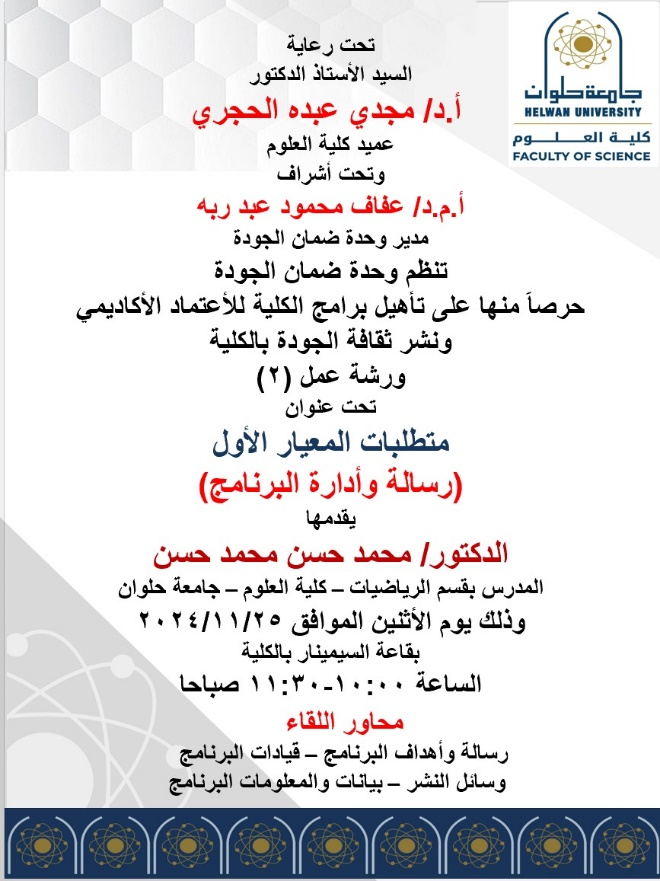 جامعة حلوان
HELWAN UNIVERSITY
كلية العلوم
FACULTY OF SCIENCE
تحت رعاية
السيد الأستاذ الدكتور
أ.د/ مجدي عبده الحجري
عميد كلية العلوم
وتحت أشراف
أ.م.د/ عفاف محمود عبد ربه
مدير وحدة ضمان الجودة
تنظم وحدة ضمان الجودة
حرصاَ منها على تأهيل برامج الكلية للأعتماد الأكاديمي
ونشر ثقافة الجودة بالكلية
ورشة عمل (٢)
تحت عنوان
متطلبات المعيار الأول
(رسالة وأدارة البرنامج)
يقدمها
الدكتور/ محمد حسن محمد حسن
المدرس بقسم الرياضيات – كلية العلوم – جامعة حلوان
وذلك يوم الأثنين الموافق ٢٠٢٤/١١/٢٥
بقاعة السيمينار بالكلية
الساعة ١٠:٠٠-١١:٣٠ صباحا
محاور اللقاء
رسالة وأهداف البرنامج – قيادات البرنامج
وسائل النشر – بيانات والمعلومات البرنامج